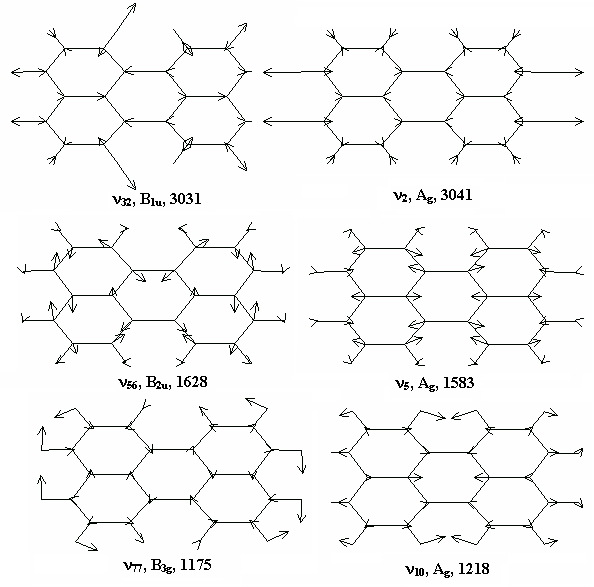 ν32, B1u, 3031
ν2, Ag, 3041
ν56, B2u, 1628
ν5, Ag, 1583
ν77, B3g, 1175
ν10, Ag, 1218